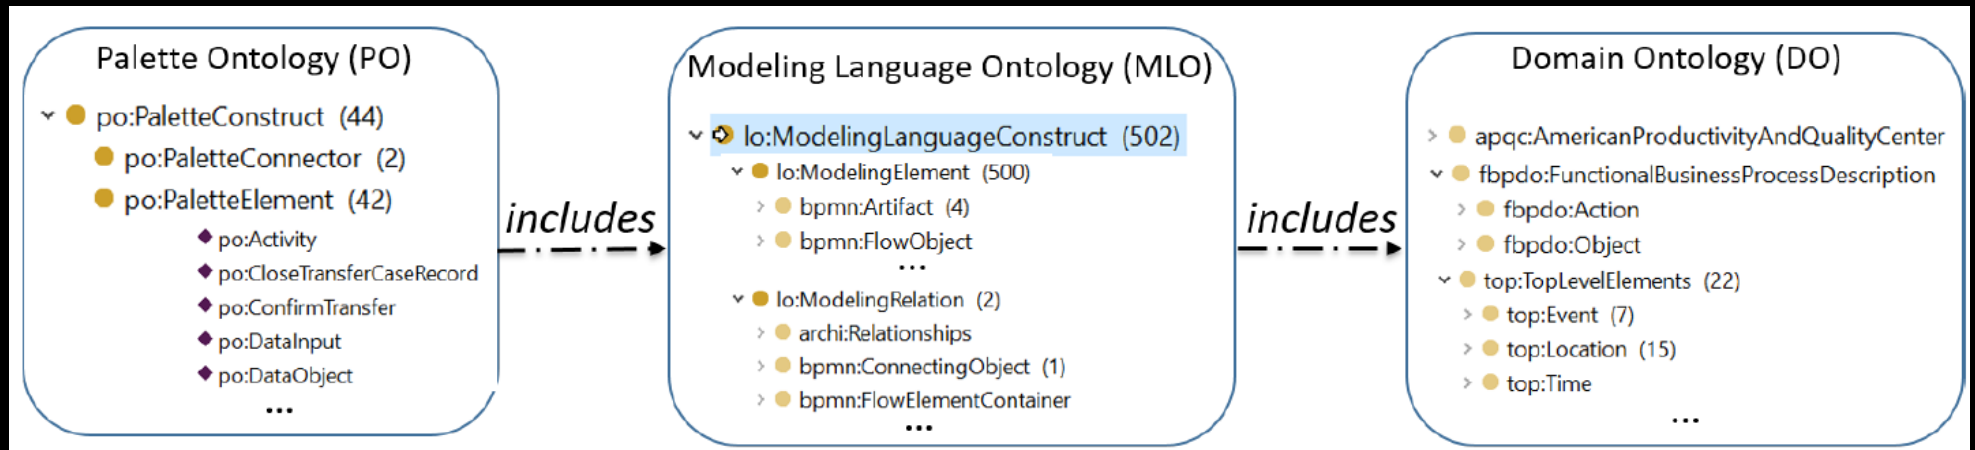 Palette Ontology (PO)
po:PaletteConstruct (44)
po:PaletteConnector (2)
po:PaletteElement (42)
po:Activity
po:CloseTransferCaseRecord
po:ConfirmTransfer
po:DataInput
po:DataObject
...
includes
Modeling Language Ontology (MLO)
lo:ModelingLanguageConstruct (502)
lo:ModelingElement (500)
bpmn:Artifact (4)
bpmn:FlowObject
...
lo:ModelingRelation (2)
archi:Relationships
bpmn:ConnectingObject (1)
bpmn:FlowElementContainer
...
includes
Domain Ontology (DO)
apqc:AmericanProductivityAndQualityCenter
fbpdo:FunctionalBusinessProcessDescription
fbpdo:Action
fbpdo:Object
top:TopLevelElements (22)
top:Event (7)
top:Location (15)
top:Time
...